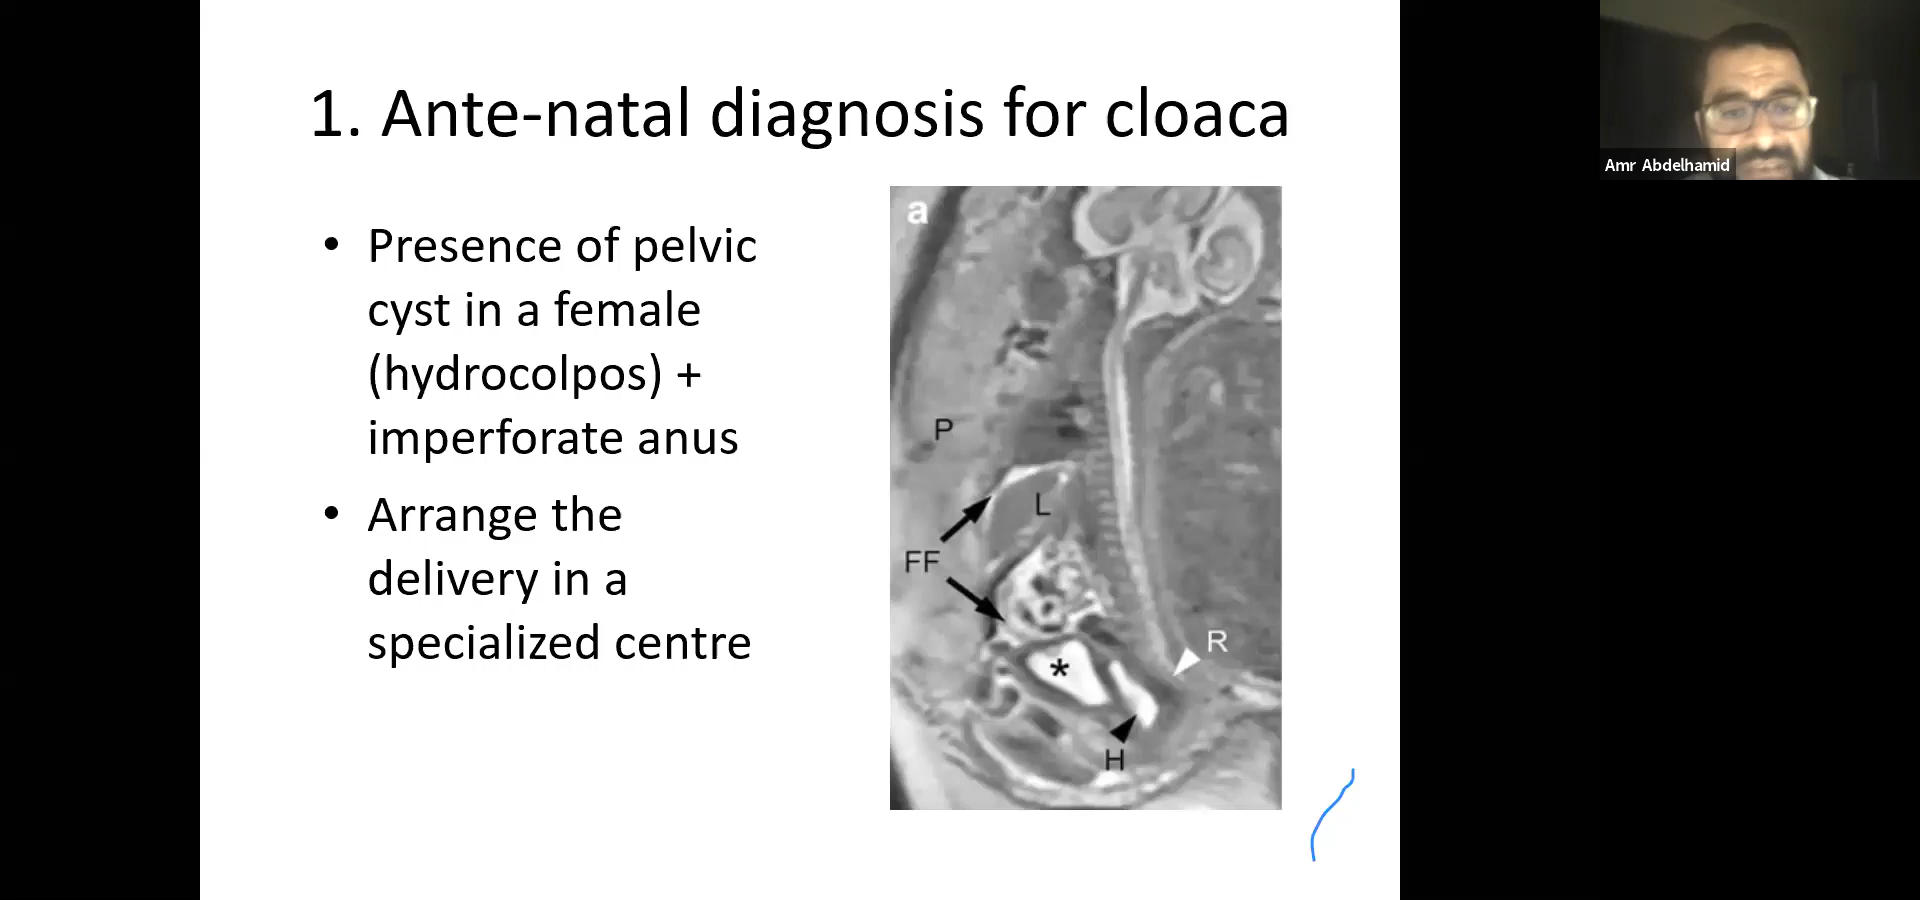 1. Ante-natal diagnosis for cloaca
• Presence of pelvic
cyst in a female
(hydrocolpos) +
imperforate anus
• Arrange the
delivery in a
specialized centre
a
P
L
FF
R
*
H
Amr Abdelhamid